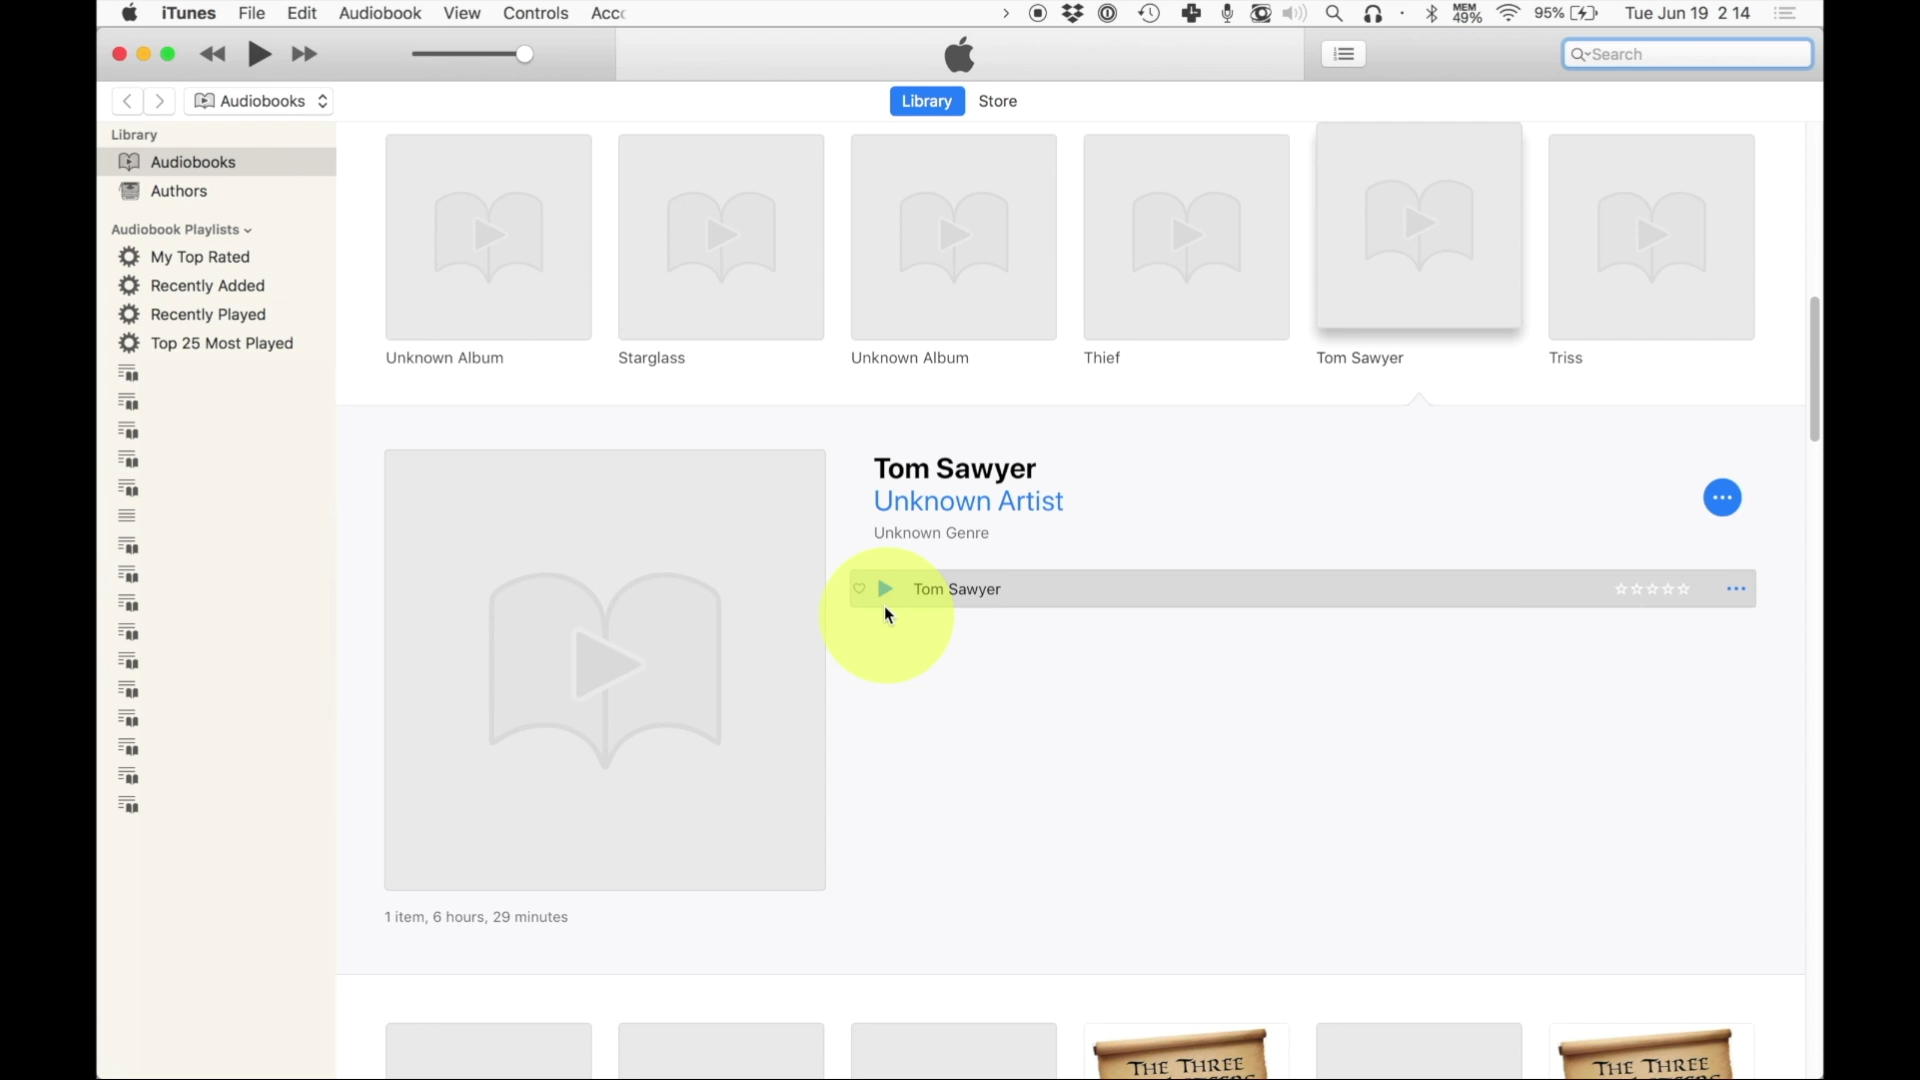 iTunes File Edit Audiobook View Controls Acc
MEM 49% 95% Tue Jun 19 2 14
Search
Audiobooks
Library Store
Library
Audiobooks
Authors
Audiobook Playlists
My Top Rated
Recently Added
Recently Played
Top 25 Most Played
Unknown Album
Starglass
Unknown Album
Thief
Tom Sawyer
Triss
Tom Sawyer
Unknown Artist
Unknown Genre
Tom Sawyer
1 item, 6 hours, 29 minutes
THE THREE
THE THREE